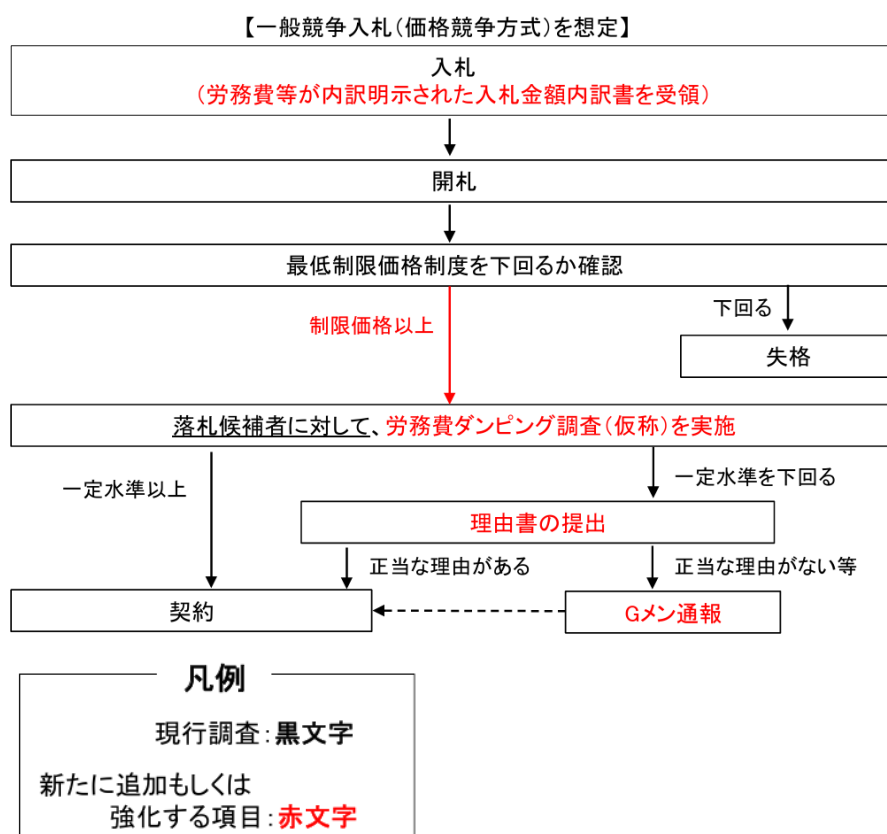 【一般競争入札（価格競争方式）を想定】
入札
（労務費等が内訳明示された入札金額内訳書を受領）
開札
最低制限価格制度を下回るか確認
制限価格以上
下回る
失格
落札候補者に対して、労務費ダンピング調査（仮称）を実施
一定水準以上
一定水準を下回る
理由書の提出
正当な理由がある
正当な理由がない等
契約
Gメン通報
凡例
現行調査：黒文字
新たに追加もしくは
強化する項目：赤文字